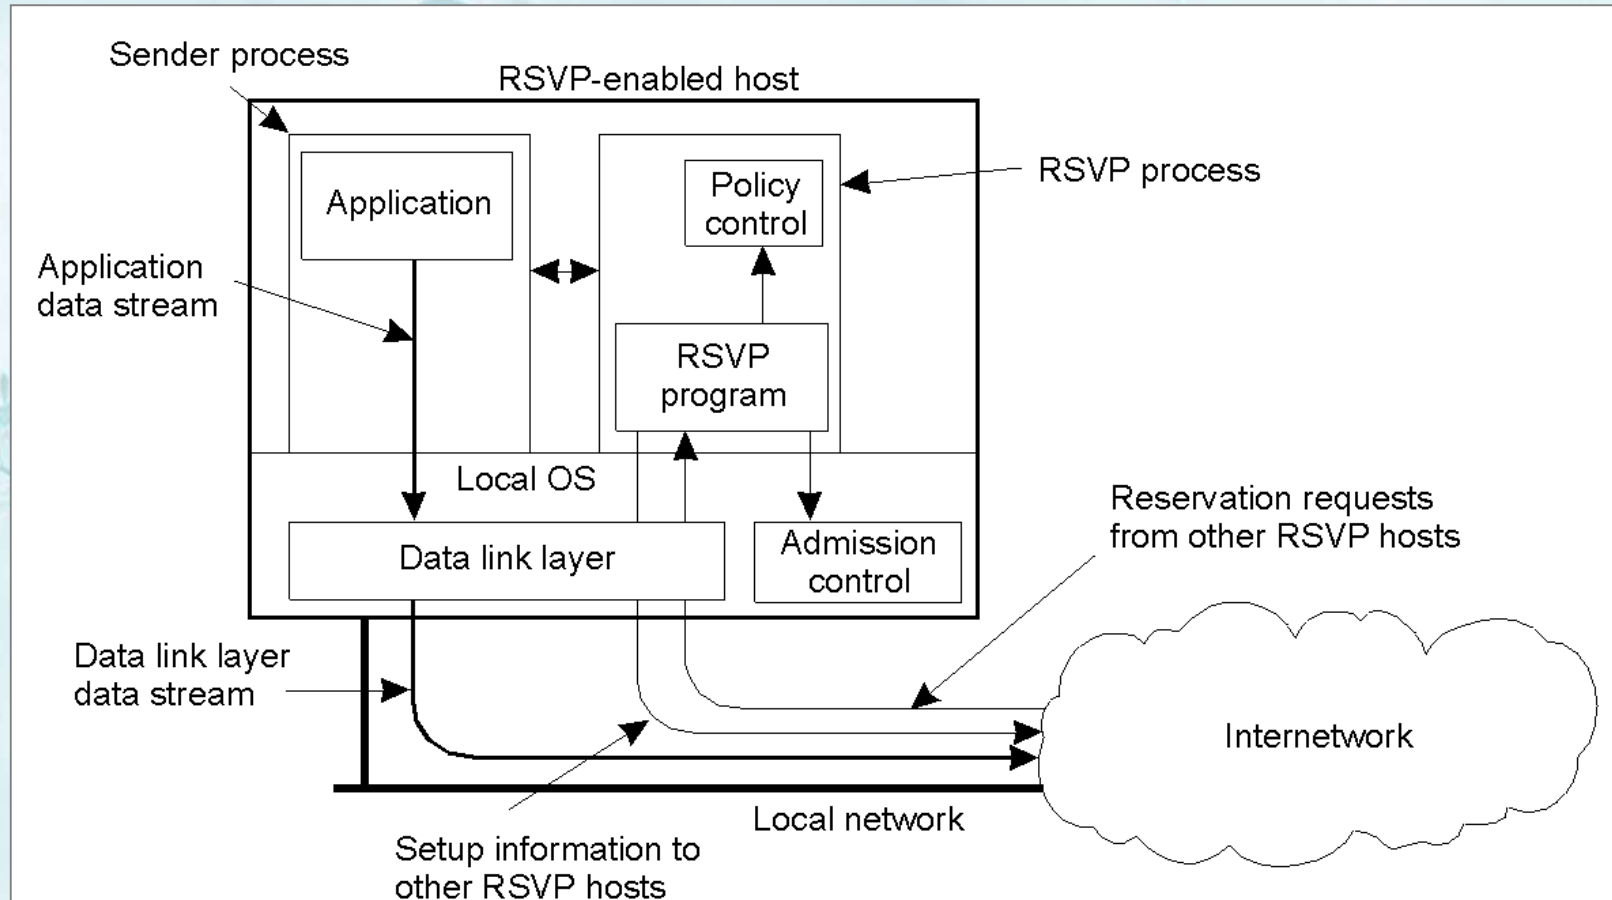 Sender process
RSVP-enabled host
Application
Policy
control
RSVP process
Application
data stream
RSVP
program
Local OS
Reservation requests
from other RSVP hosts
Data link layer
Admission
control
Data link layer
data stream
Internetwork
Local network
Setup information to
other RSVP hosts